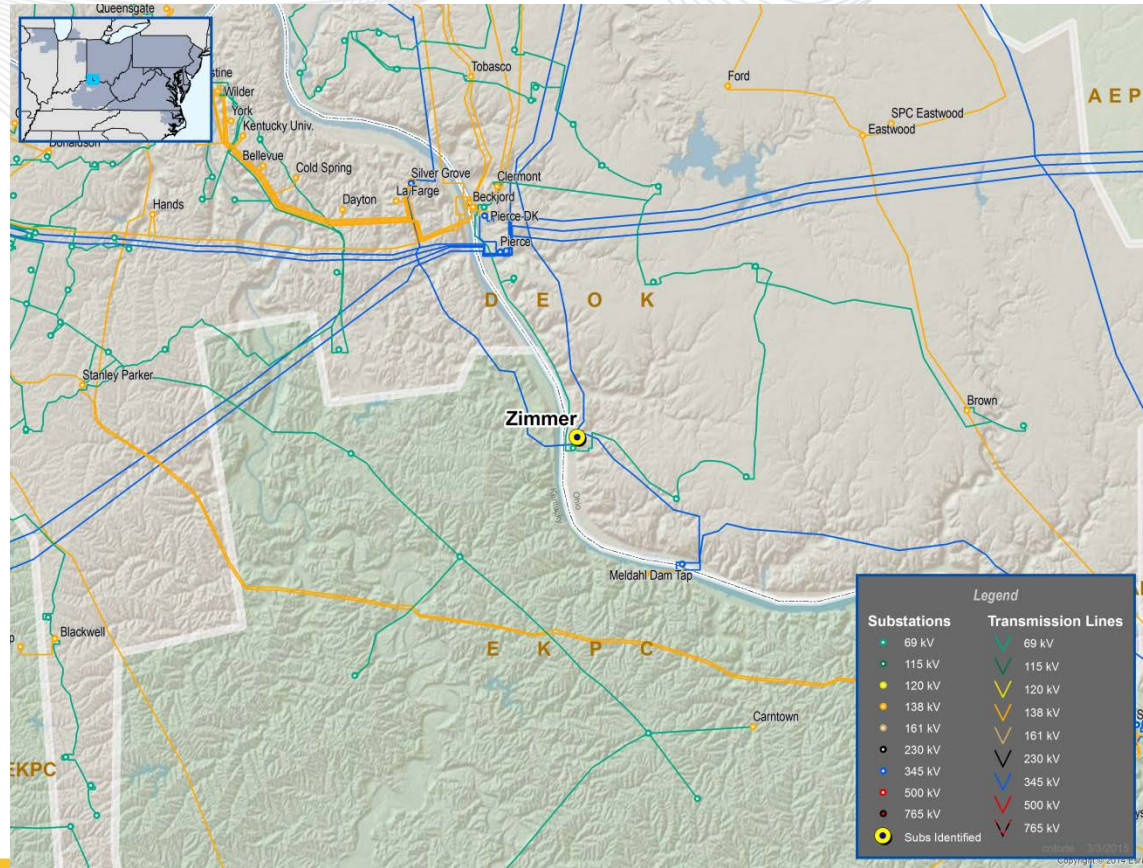 Queensgate
Tobasco
Ford
stine
Wilder
AEP
York
SPC Eastwood
Kentucky Univ.
Eastwood
Donaldson
Bellevue
Cold Spring
Silver Grove
Clermont
Dayton
La Farge
Beckjord
Hands
Pierce-DK
Pierce
D E O K
Stanley Parker
Brown
Zimmer
Kentucky
Ohio
Meldahl Dam Tap
Blackwell
E K P C
Carntown
EKPC
Legend
Substations Transmission Lines
69 kV 69 kV
115 kV 115 kV
120 kV 120 kV
138 kV 138 kV
161 kV 161 kV
230 kV 230 kV
345 kV 345 kV
500 kV 500 kV
765 kV 765 kV
Subs Identified